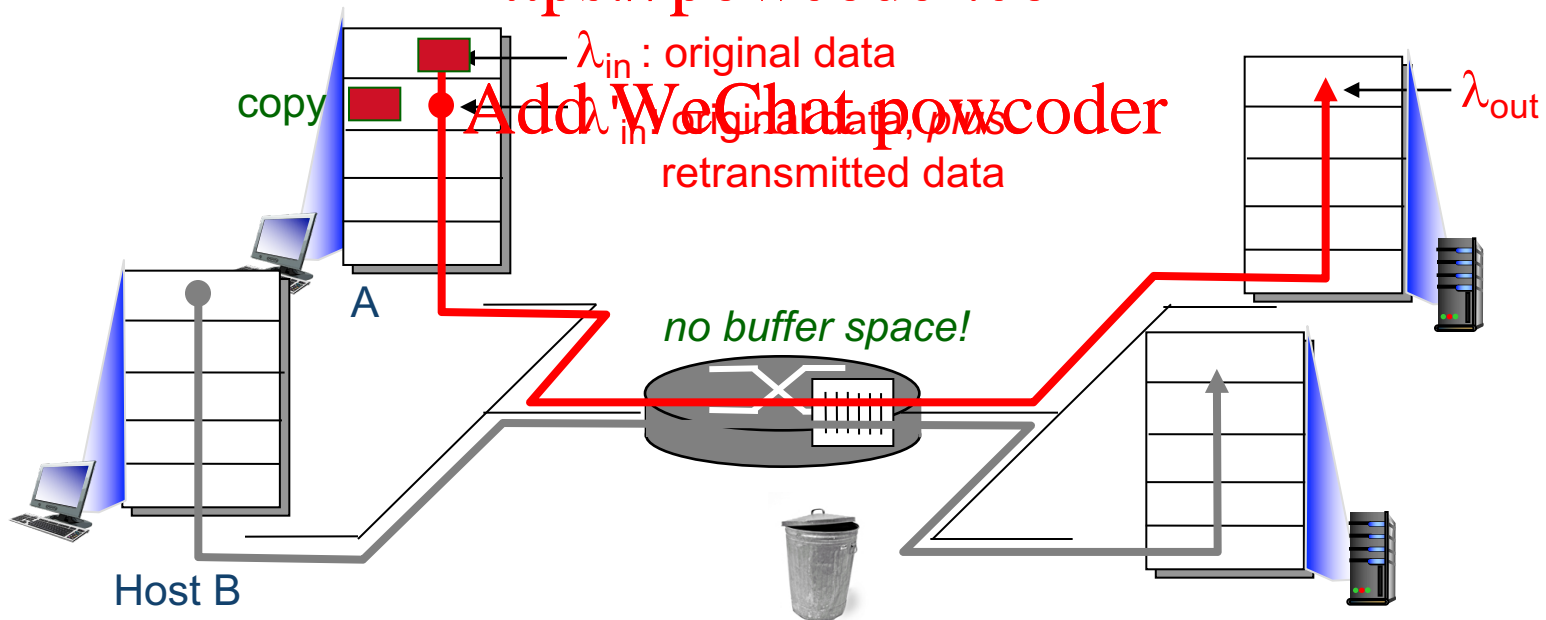 λin : original data
copy
Add WeChat powcoder
λ'in: original data, plus
retransmitted data
λout
A
no buffer space!
Host B